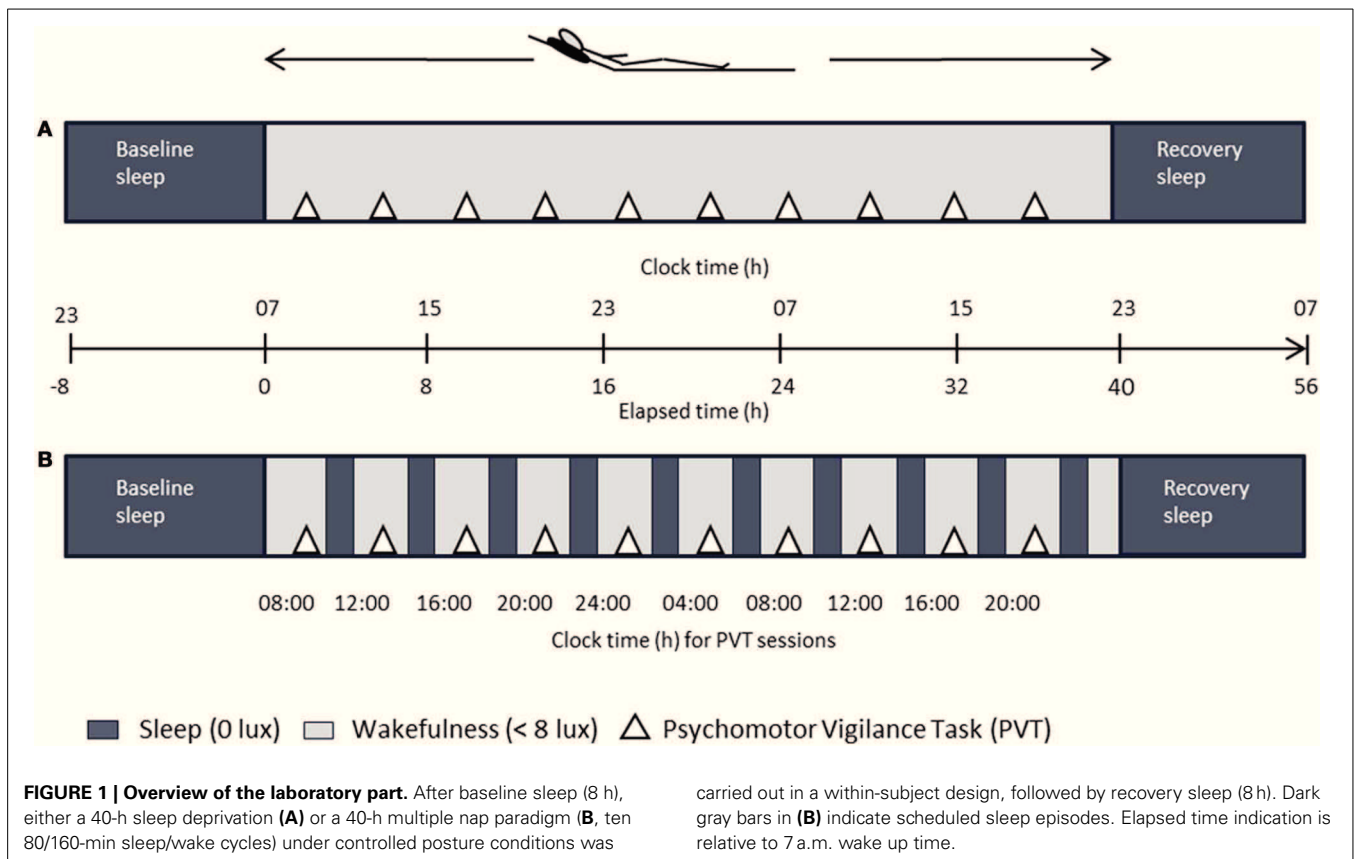 A
Baseline
sleep
Recovery
sleep
Clock time (h)
23 07 15 23 07 15 23 07
-8 0 8 16 24 32 40 56
Elapsed time (h)
B
Baseline
sleep
Recovery
sleep
08:00 12:00 16:00 20:00 24:00 04:00 08:00 12:00 16:00 20:00
Clock time (h) for PVT sessions
Sleep (0 lux) Wakefulness (< 8 lux) Psychomotor Vigilance Task (PVT)
FIGURE 1 | Overview of the laboratory part. After baseline sleep (8 h),
either a 40-h sleep deprivation (A) or a 40-h multiple nap paradigm (B, ten
80/160-min sleep/wake cycles) under controlled posture conditions was
carried out in a within-subject design, followed by recovery sleep (8 h). Dark
gray bars in (B) indicate scheduled sleep episodes. Elapsed time indication is
relative to 7 a.m. wake up time.